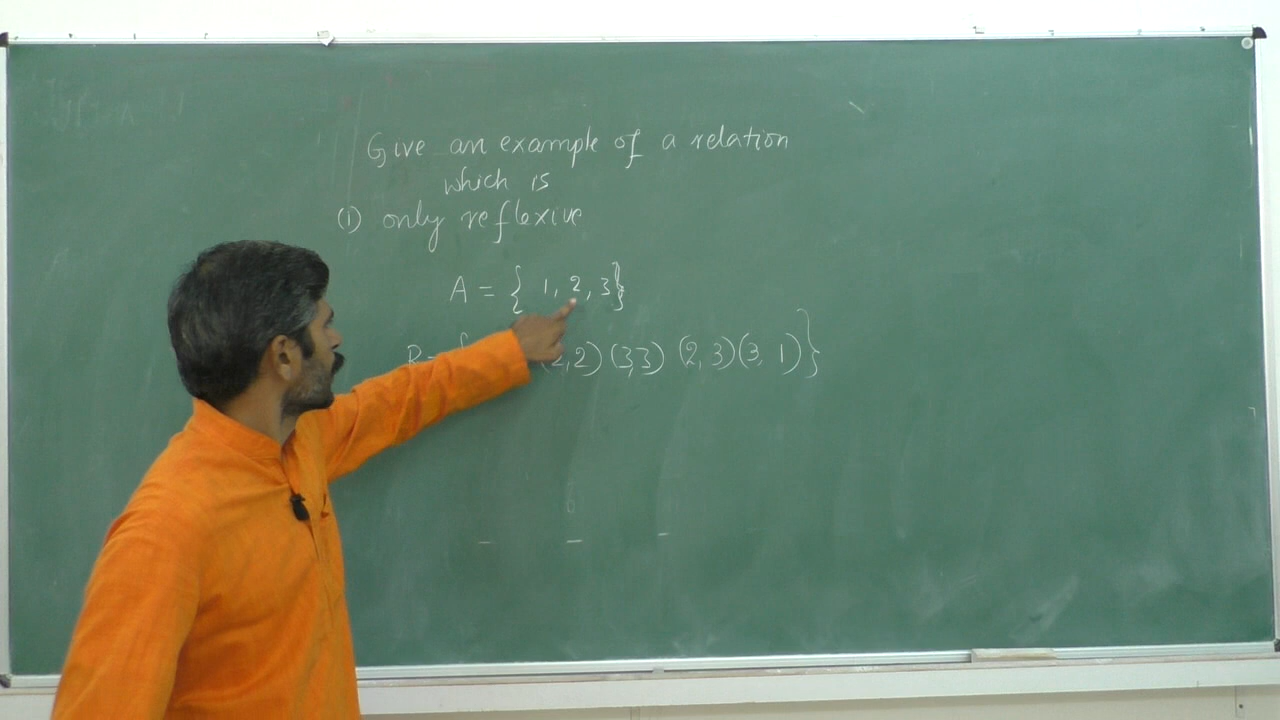 Give an example of a relation
which is
(1) only reflexive
A = { 1, 2, 3}
R = { (2,2) (3,3) (2,3)(3, 1)}